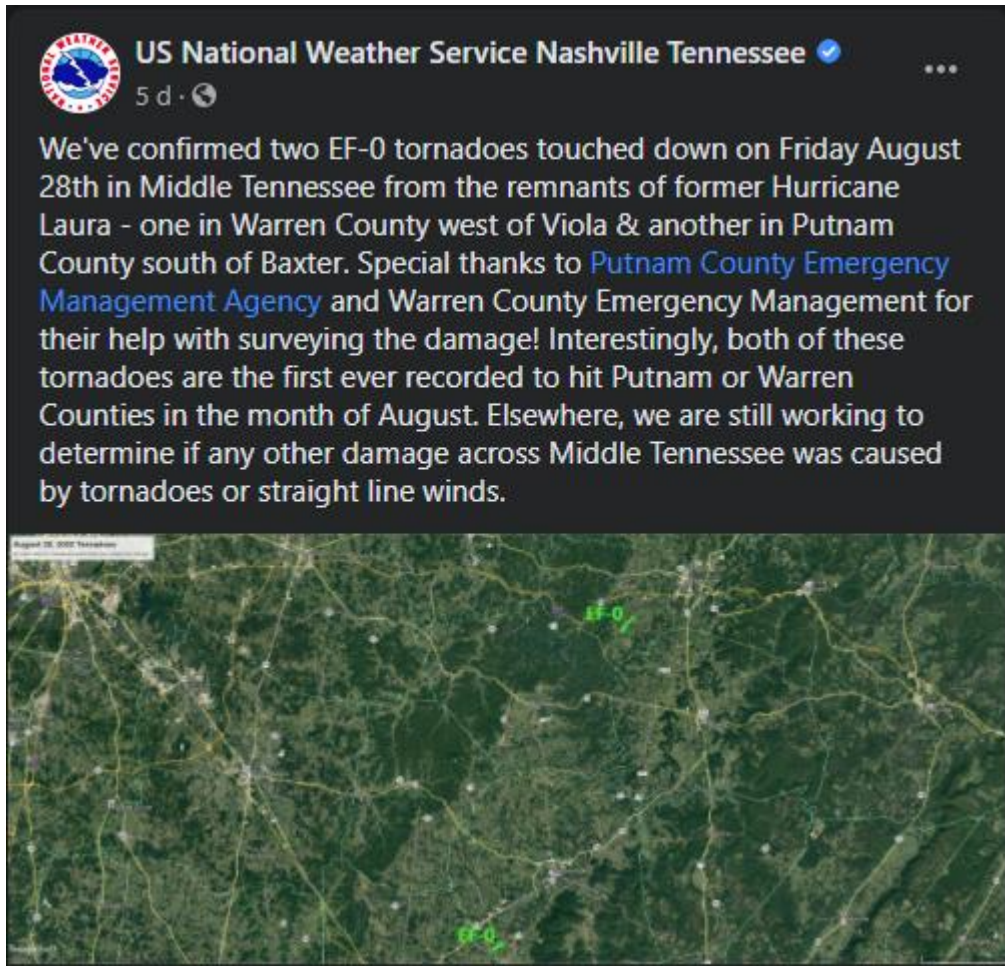 US National Weather Service Nashville Tennessee
5 d
We've confirmed two EF-0 tornadoes touched down on Friday August
28th in Middle Tennessee from the remnants of former Hurricane
Laura - one in Warren County west of Viola & another in Putnam
County south of Baxter. Special thanks to Putnam County Emergency
Management Agency and Warren County Emergency Management for
their help with surveying the damage! Interestingly, both of these
tornadoes are the first ever recorded to hit Putnam or Warren
Counties in the month of August. Elsewhere, we are still working to
determine if any other damage across Middle Tennessee was caused
by tornadoes or straight line winds.
EF-0
EF-0